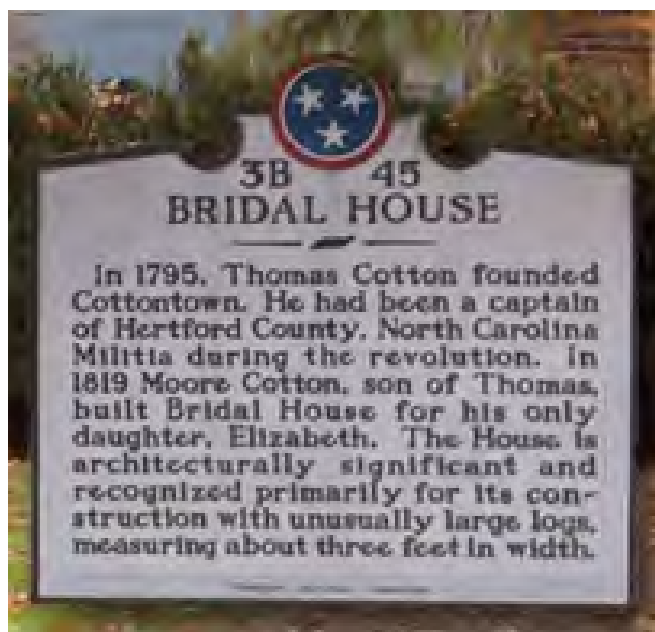 3B 45
BRIDAL HOUSE
In 1795, Thomas Cotton founded
Cottontown. He had been a captain
of Hertford County, North Carolina
Militia during the revolution. In
1819 Moore Cotton, son of Thomas,
built Bridal House for his only
daughter, Elizabeth. The House is
architecturally significant and
recognized primarily for its con-
struction with unusually large logs,
measuring about three feet in width.